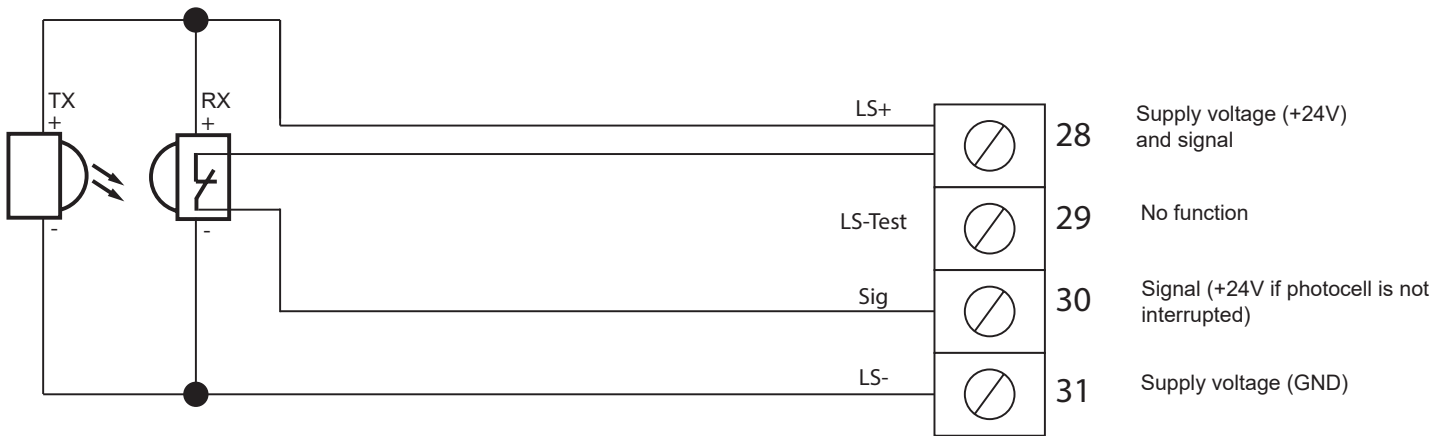 TX
+
-
RX
+
-
LS+
28
Supply voltage (+24V)
and signal
LS-Test
29
No function
Sig
30
Signal (+24V if photocell is not
interrupted)
LS-
31
Supply voltage (GND)